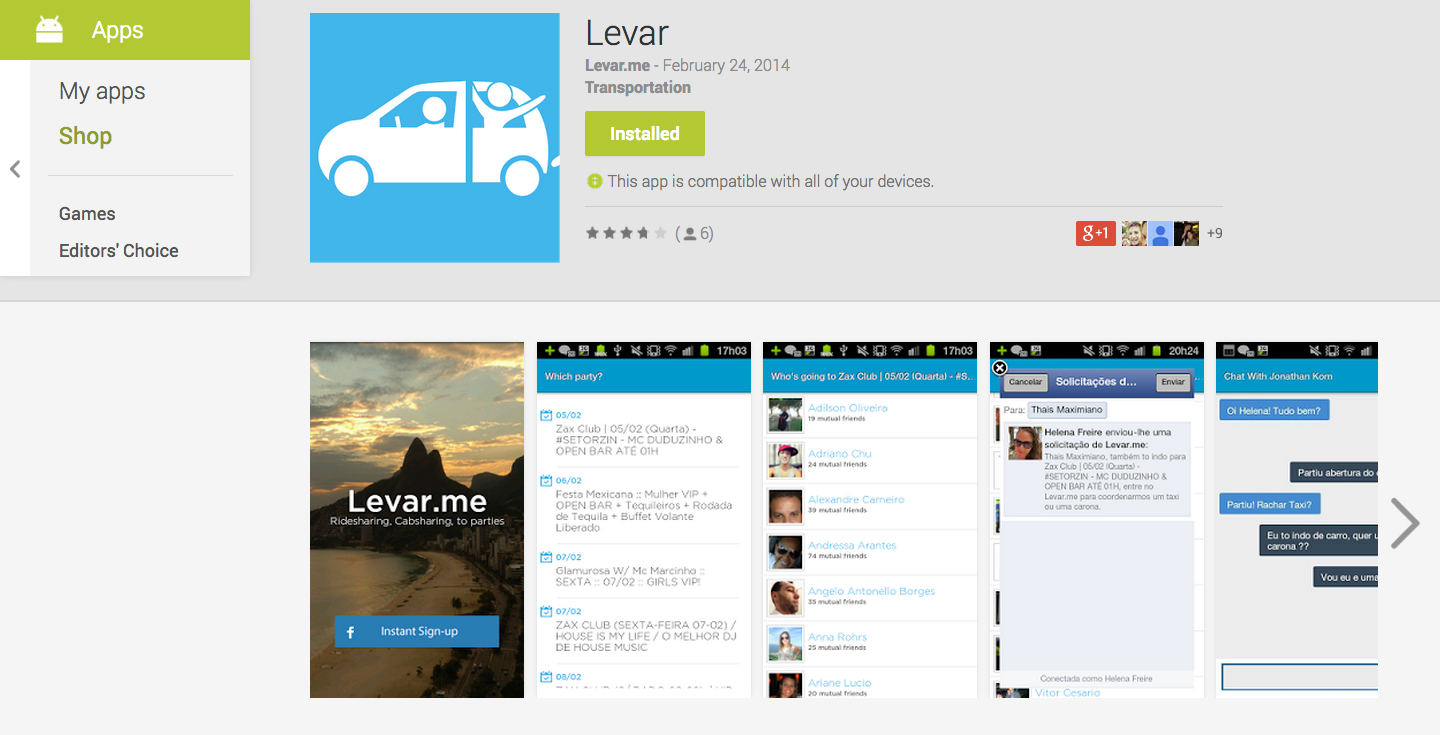 Apps
My apps
Shop
Games
Editors' Choice
Levar
Levar.me - February 24, 2014
Transportation
Installed
This app is compatible with all of your devices.
( 6)
g+1
+9
Levar.me
Ridesharing, Cabsharing, to parties
f Instant Sign-up
17h03
Which party?
05/02
Zax Club | 05/02 (Quarta) -
#SETORZIN - MC DUDUZINHO &
OPEN BAR ATÉ 01H
06/02
Festa Mexicana :: Mulher VIP +
OPEN BAR + Tequileiros + Rodada
de Tequila + Buffet Volante
Liberado
07/02
Glamurosa W/ Mc Marcinho ::
SEXTA :: 07/02 :: GIRLS VIP!
07/02
ZAX CLUB (SEXTA-FEIRA 07-02) /
HOUSE IS MY LIFE / O MELHOR DJ
DE HOUSE MUSIC
08/02
17h03
Who's going to Zax Club | 05/02 (Quarta) - #S...
Adilson Oliveira
19 mutual friends
Adriano Chu
24 mutual friends
Alexandre Carneiro
39 mutual friends
Andressa Arantes
74 mutual friends
Angelo Antonello Borges
35 mutual friends
Anna Rohrs
25 mutual friends
Ariane Lucio
20 mutual friends
20h24
Cancelar
Solicitações d...
Enviar
Para: Thais Maximiano
Helena Freire enviou-lhe uma
solicitação de Levar.me:
Thais Maximiano, também to indo para
Zax Club | 05/02 (Quarta) -
#SETORZIN - MC DUDUZINHO &
OPEN BAR ATÉ 01H, entre no
Levar.me para coordenarmos um taxi
ou uma carona.
Conectada como Helena Freire
Vitor Cesario
Chat With Jonathan Korn
Oi Helena! Tudo bem?
Partiu abertura do
Partiu! Rachar Taxi?
Eu to indo de carro, quer
carona ??
Vou eu e uma